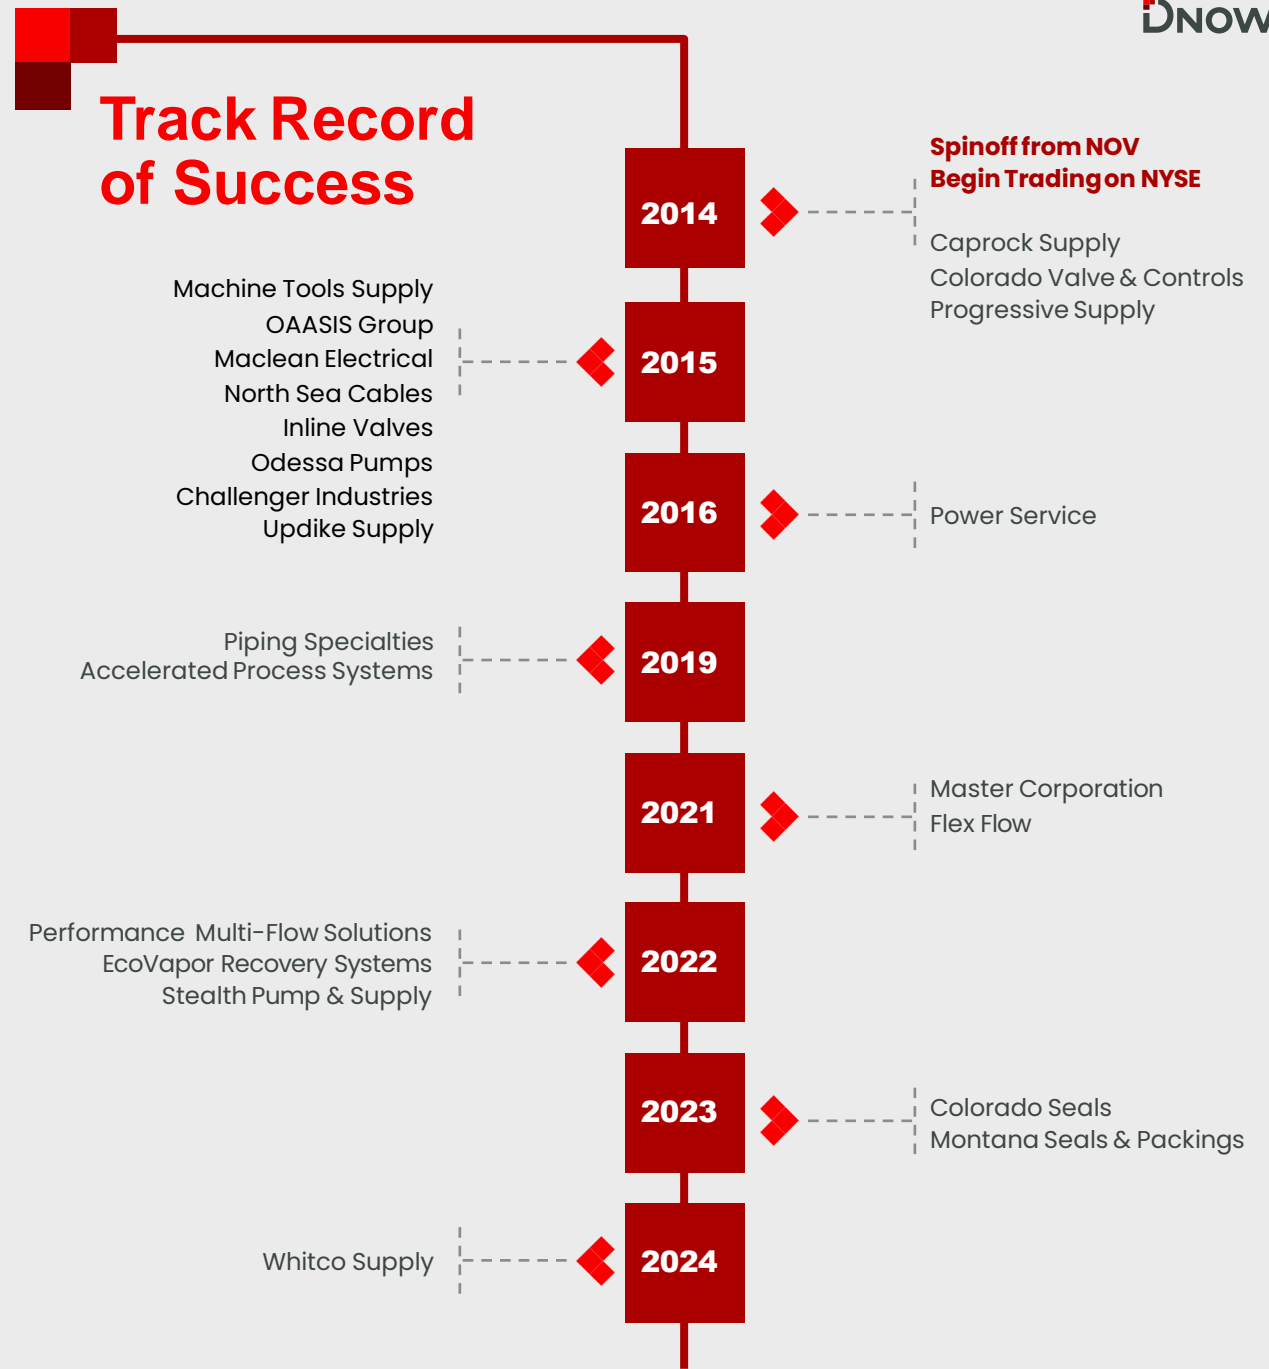 DNOW
Track Record
of Success
2014
Spinoff from NOV
Begin Trading on NYSE
Caprock Supply
Colorado Valve & Controls
Progressive Supply
Machine Tools Supply
OAASIS Group
Maclean Electrical
North Sea Cables
Inline Valves
Odessa Pumps
Challenger Industries
Updike Supply
2015
2016
Power Service
Piping Specialties
Accelerated Process Systems
2019
2021
Master Corporation
Flex Flow
Performance Multi-Flow Solutions
EcoVapor Recovery Systems
Stealth Pump & Supply
2022
2023
Colorado Seals
Montana Seals & Packings
Whitco Supply
2024